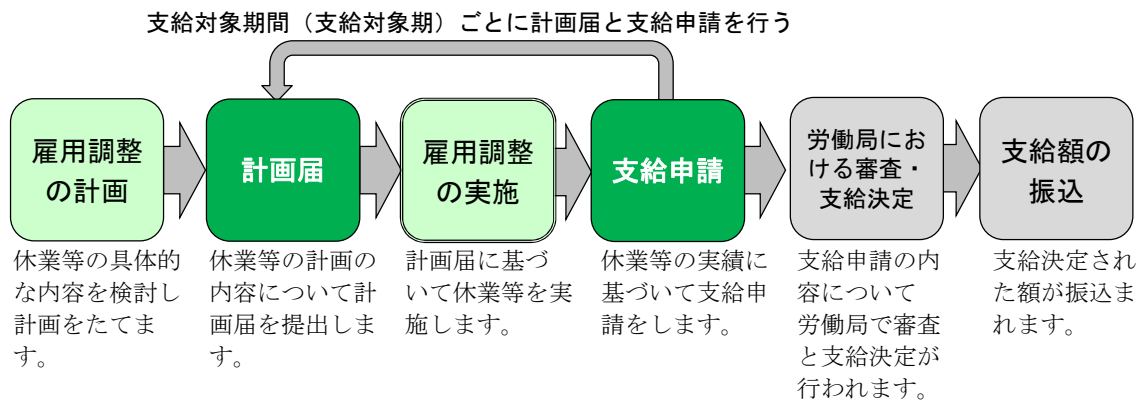 支給対象期間（支給対象期）ごとに計画届と支給申請を行う
雇用調整
の計画
計画届
雇用調整
の実施
支給申請
労働局にお
ける審査・
支給決定
支給額の
振込
休業等の具体的
な内容を検討し
計画をたてま
す。
休業等の計画の
内容について計
画届を提出しま
す。
計画届に基づ
いて休業等を実
施します。
休業等の実績に
基づいて支給申
請をします。
支給申請の内
容について
労働局で審査
と支給決定が
行われます。
支給決定され
た額が振込ま
れます。